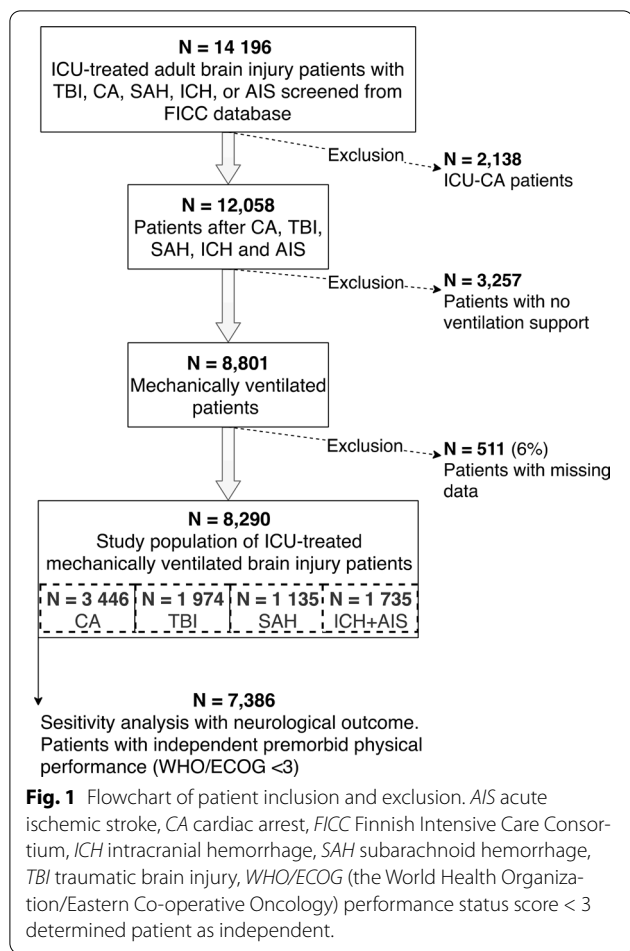 N = 14 196
ICU-treated adult brain injury patients with
TBI, CA, SAH, ICH, or AIS screened from
FICC database
Exclusion
N = 2,138
ICU-CA patients
N = 12,058
Patients after CA, TBI,
SAH, ICH and AIS
Exclusion
N = 3,257
Patients with no
ventilation support
N = 8,801
Mechanically ventilated
patients
Exclusion
N = 511 (6%)
Patients with missing
data
N = 8,290
Study population of ICU-treated
mechanically ventilated brain injury patients
N = 3 446
CA
N = 1 974
TBI
N = 1 135
SAH
N = 1 735
ICH+AIS
N = 7,386
Sesitivity analysis with neurological outcome.
Patients with independent premorbid physical
performance (WHO/ECOG <3)
Fig. 1 Flowchart of patient inclusion and exclusion. AIS acute
ischemic stroke, CA cardiac arrest, FICC Finnish Intensive Care Consor-
tium, ICH intracranial hemorrhage, SAH subarachnoid hemorrhage,
TBI traumatic brain injury, WHO/ECOG (the World Health Organiza-
tion/Eastern Co-operative Oncology) performance status score < 3
determined patient as independent.